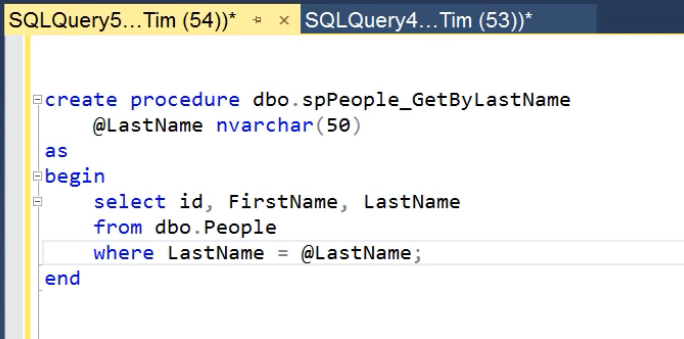 SQLQuery5...Tim (54))* SQLQuery4...Tim (53))*
create procedure dbo.spPeople_GetByLastName
@LastName nvarchar(50)
as
begin
select id, FirstName, LastName
from dbo.People
where LastName = @LastName;
end